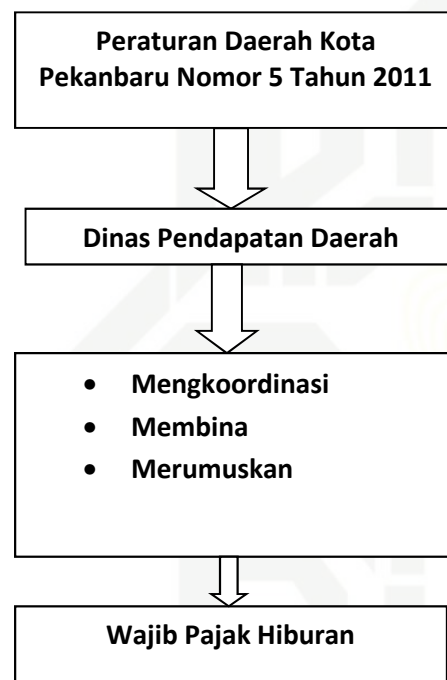 Peraturan Daerah Kota
Pekanbaru Nomor 5 Tahun 2011
Dinas Pendapatan Daerah
• Mengkoordinasi
• Membina
• Merumuskan
Wajib Pajak Hiburan